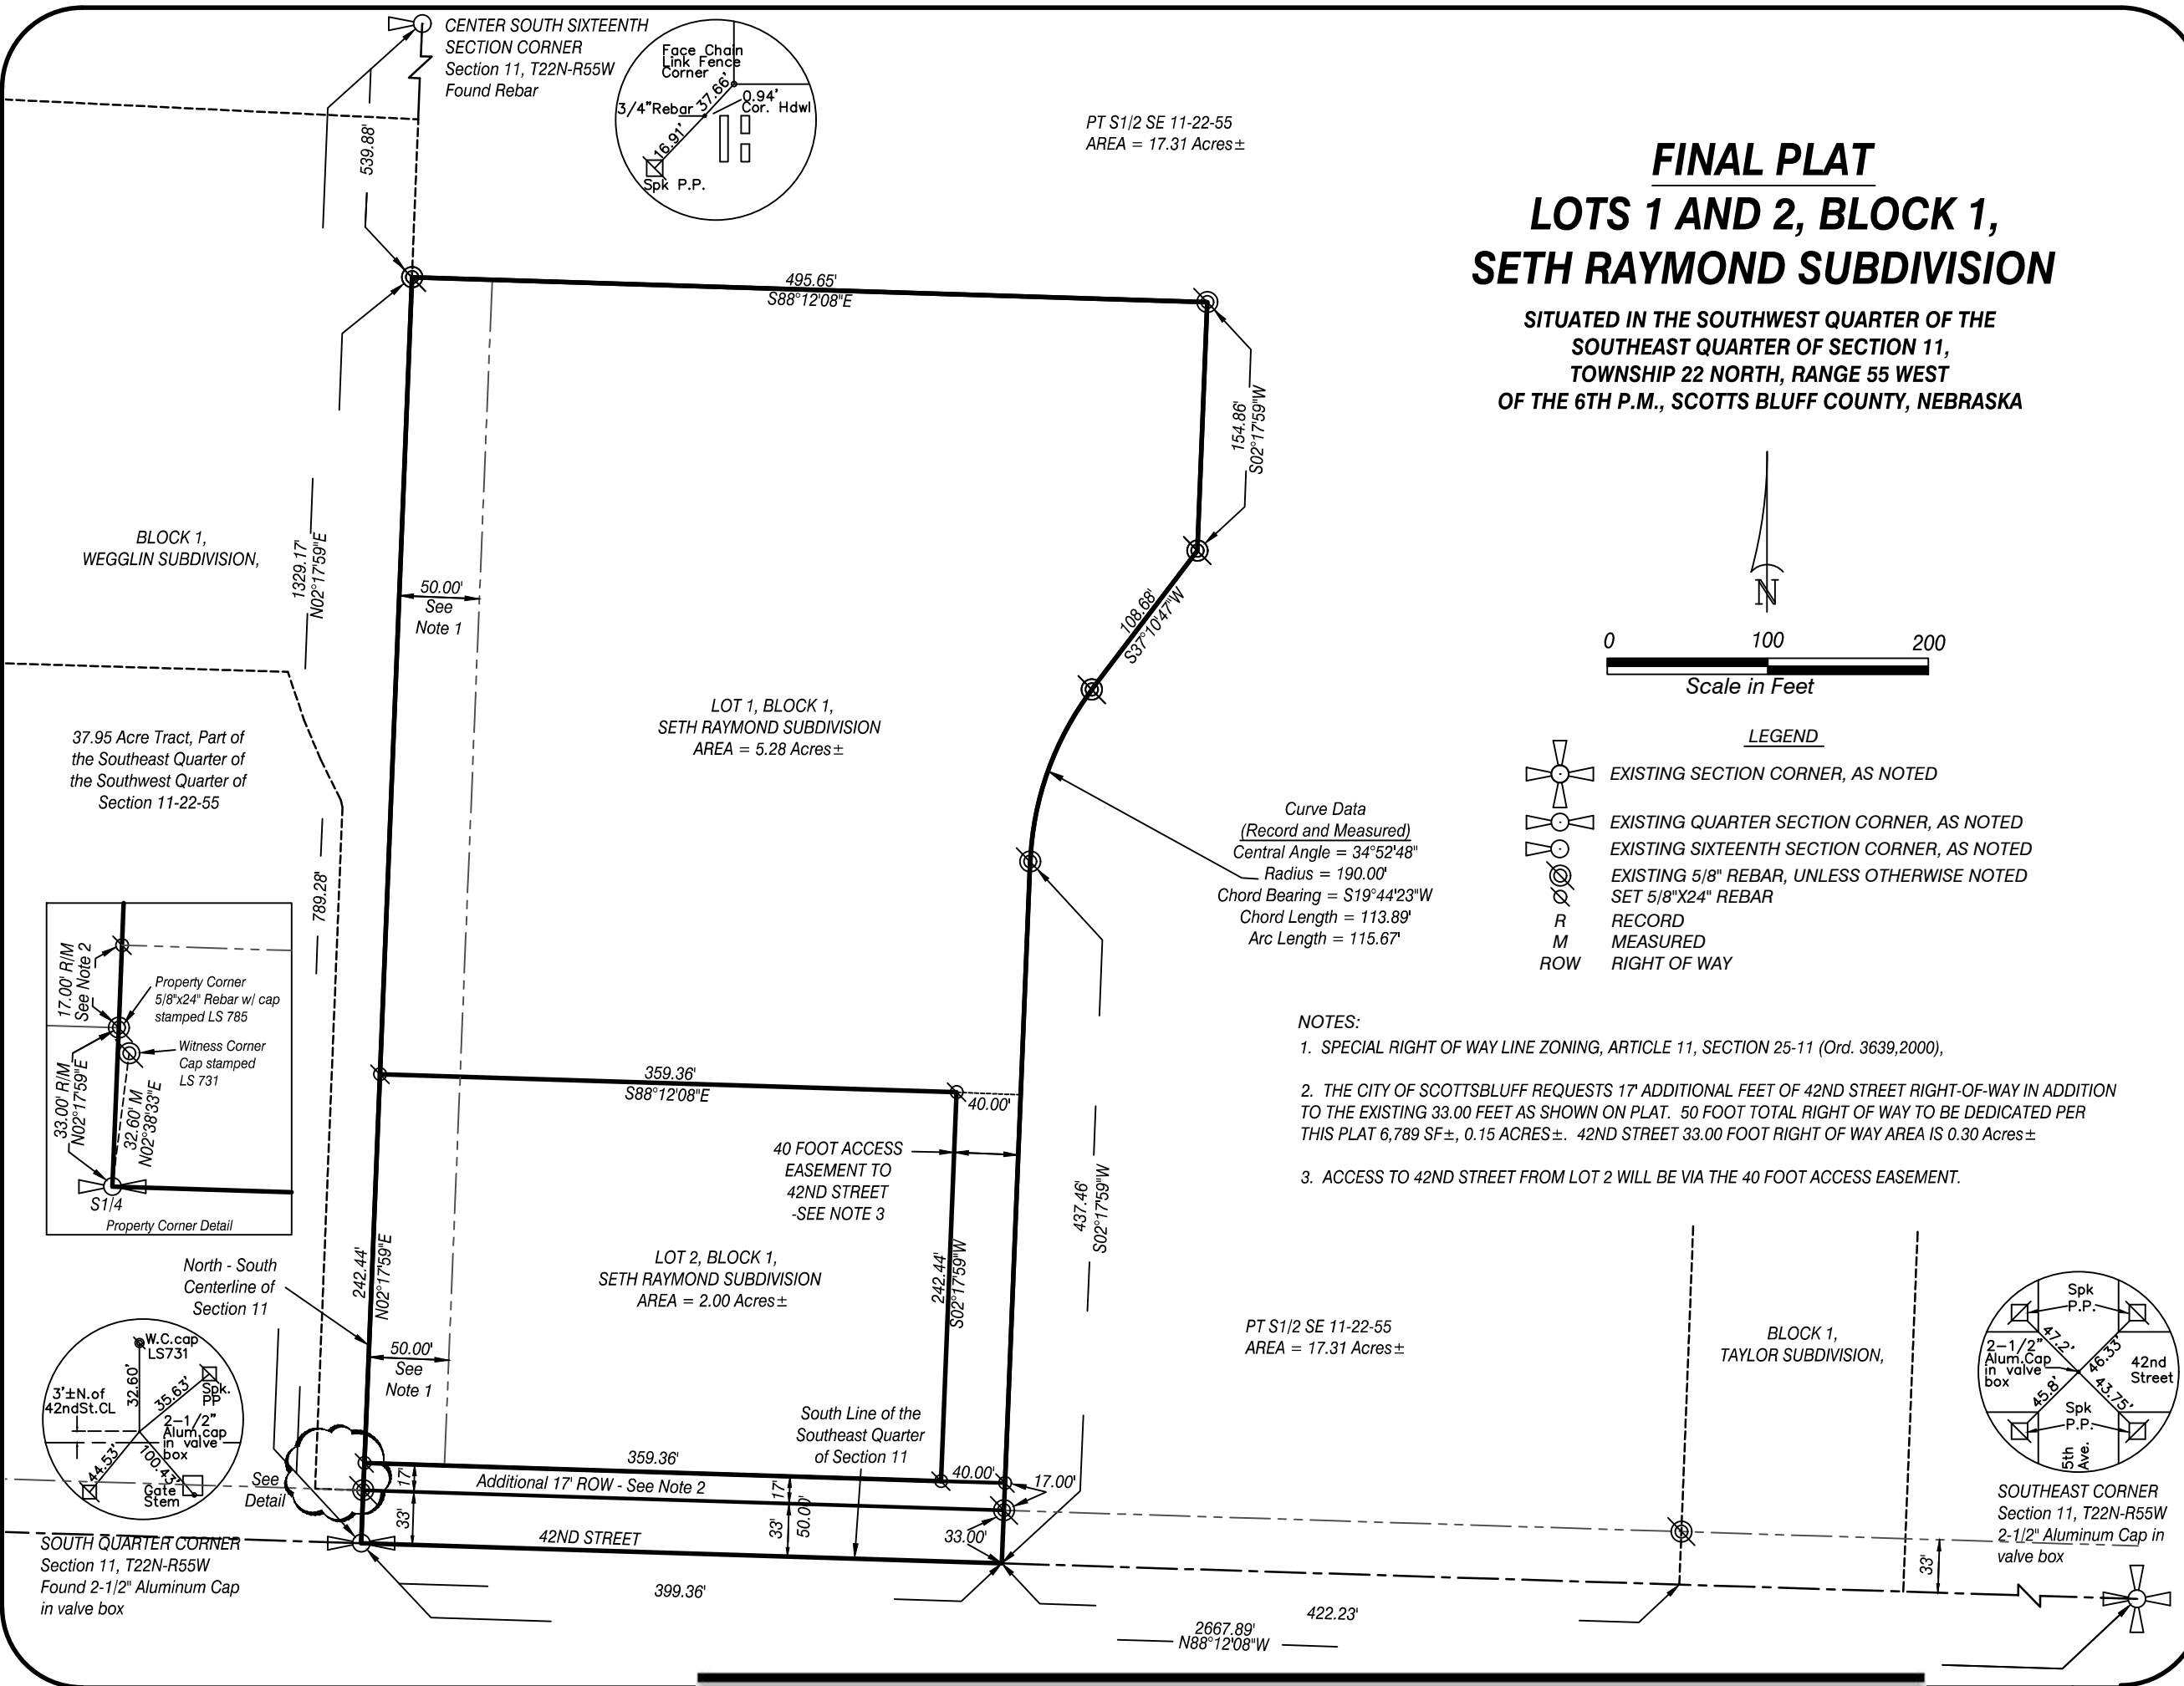 CENTER SOUTH SIXTEENTH
SECTION CORNER
Section 11, T22N-R55W
Found Rebar
Face Chain
Link Fence
Corner
37.66'
3/4"Rebar
0.94'
Cor. Hdwl
16.91'
Spk P.P.
PT S1/2 SE 11-22-55
AREA = 17.31 Acres±
FINAL PLAT
LOTS 1 AND 2, BLOCK 1,
SETH RAYMOND SUBDIVISION
SITUATED IN THE SOUTHWEST QUARTER OF THE
SOUTHEAST QUARTER OF SECTION 11,
TOWNSHIP 22 NORTH, RANGE 55 WEST
OF THE 6TH P.M., SCOTTS BLUFF COUNTY, NEBRASKA
539.88'
495.65'
S88°12'08"E
154.86'
S02°17'59"W
BLOCK 1,
WEGGLIN SUBDIVISION,
1329.17'
N02°17'59"E
50.00'
See
Note 1
108.68'
S37°10'47"W
N
0 100 200
Scale in Feet
LOT 1, BLOCK 1,
SETH RAYMOND SUBDIVISION
AREA = 5.28 Acres±
37.95 Acre Tract, Part of
the Southeast Quarter of
the Southwest Quarter of
Section 11-22-55
789.28'
Curve Data
(Record and Measured)
Central Angle = 34°52'48"
Radius = 190.00'
Chord Bearing = S19°44'23"W
Chord Length = 113.89'
Arc Length = 115.67'
LEGEND
EXISTING SECTION CORNER, AS NOTED
EXISTING QUARTER SECTION CORNER, AS NOTED
EXISTING SIXTEENTH SECTION CORNER, AS NOTED
EXISTING 5/8" REBAR, UNLESS OTHERWISE NOTED
SET 5/8"X24" REBAR
R RECORD
M MEASURED
ROW RIGHT OF WAY
17.00' R/M
See Note 2
Property Corner
5/8"x24" Rebar w/ cap
stamped LS 785
Witness Corner
Cap stamped
LS 731
33.00' R/M
N02°17'59"E
32.60' M
N02°38'33"E
S1/4
Property Corner Detail
NOTES:
1. SPECIAL RIGHT OF WAY LINE ZONING, ARTICLE 11, SECTION 25-11 (Ord. 3639,2000),
2. THE CITY OF SCOTTSBLUFF REQUESTS 17' ADDITIONAL FEET OF 42ND STREET RIGHT-OF-WAY IN ADDITION
TO THE EXISTING 33.00 FEET AS SHOWN ON PLAT. 50 FOOT TOTAL RIGHT OF WAY TO BE DEDICATED PER
THIS PLAT 6,789 SF±, 0.15 ACRES±. 42ND STREET 33.00 FOOT RIGHT OF WAY AREA IS 0.30 Acres±
3. ACCESS TO 42ND STREET FROM LOT 2 WILL BE VIA THE 40 FOOT ACCESS EASEMENT.
359.36'
S88°12'08"E
40.00'
40 FOOT ACCESS
EASEMENT TO
42ND STREET
-SEE NOTE 3
437.46'
S02°17'59"W
242.44'
N02°17'59"E
242.44'
S02°17'59"W
LOT 2, BLOCK 1,
SETH RAYMOND SUBDIVISION
AREA = 2.00 Acres±
North - South
Centerline of
Section 11
50.00'
See
Note 1
PT S1/2 SE 11-22-55
AREA = 17.31 Acres±
BLOCK 1,
TAYLOR SUBDIVISION,
Spk
P.P.
47.2'
46.33'
2-1/2"
Alum.Cap
in valve
box
42nd
Street
45.8'
43.75'
Spk
P.P.
5th
Ave.
W.C.cap
LS731
32.60'
35.63'
Spk.
PP
3'±N.of
42ndSt.CL
2-1/2"
Alum.cap
in valve
box
44.53'
100.43'
Gate
Stem
See
Detail
South Line of the
Southeast Quarter
of Section 11
359.36'
40.00'
17'
Additional 17' ROW - See Note 2
17'
17.00'
33'
33'
50.00'
33.00'
42ND STREET
SOUTH QUARTER CORNER
Section 11, T22N-R55W
Found 2-1/2" Aluminum Cap
in valve box
SOUTHEAST CORNER
Section 11, T22N-R55W
2-1/2" Aluminum Cap in
valve box
33'
399.36'
422.23'
2667.89'
N88°12'08"W